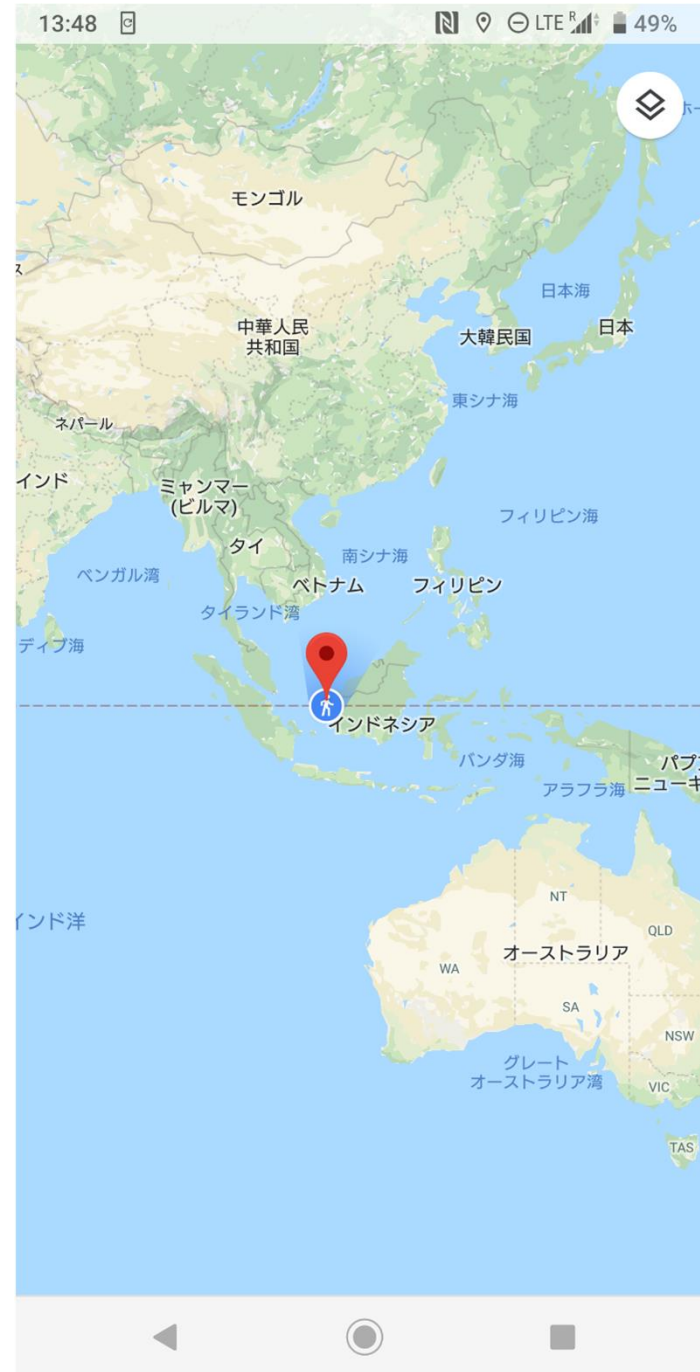 13:48 LTE R 49%
ホー
モンゴル
日本海
日本
大韓民国
中華人民
共和国
東シナ海
ネパール
インド
ミャンマー
(ビルマ)
フィリピン海
タイ
南シナ海
ベンガル湾
ベトナム
フィリピン
タイランド湾
ディブ海
インドネシア
バンダ海
パプ
ニューギ
アラフラ海
NT
インド洋
QLD
オーストラリア
WA
SA
NSW
グレート
オーストラリア湾
VIC
TAS